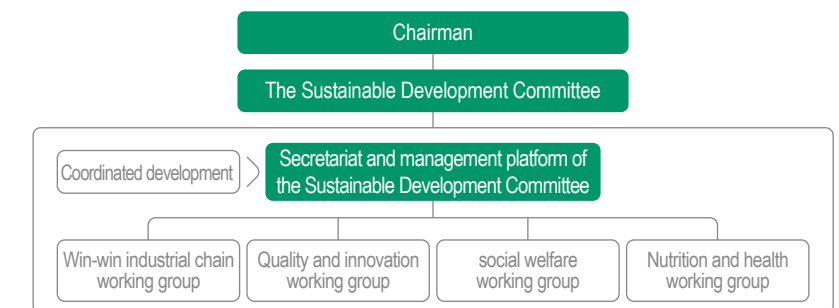 Chairman
The Sustainable Development Committee
Coordinated development
Secretariat and management platform of
the Sustainable Development Committee
Win-win industrial chain
working group
Quality and innovation
working group
social welfare
working group
Nutrition and health
working group